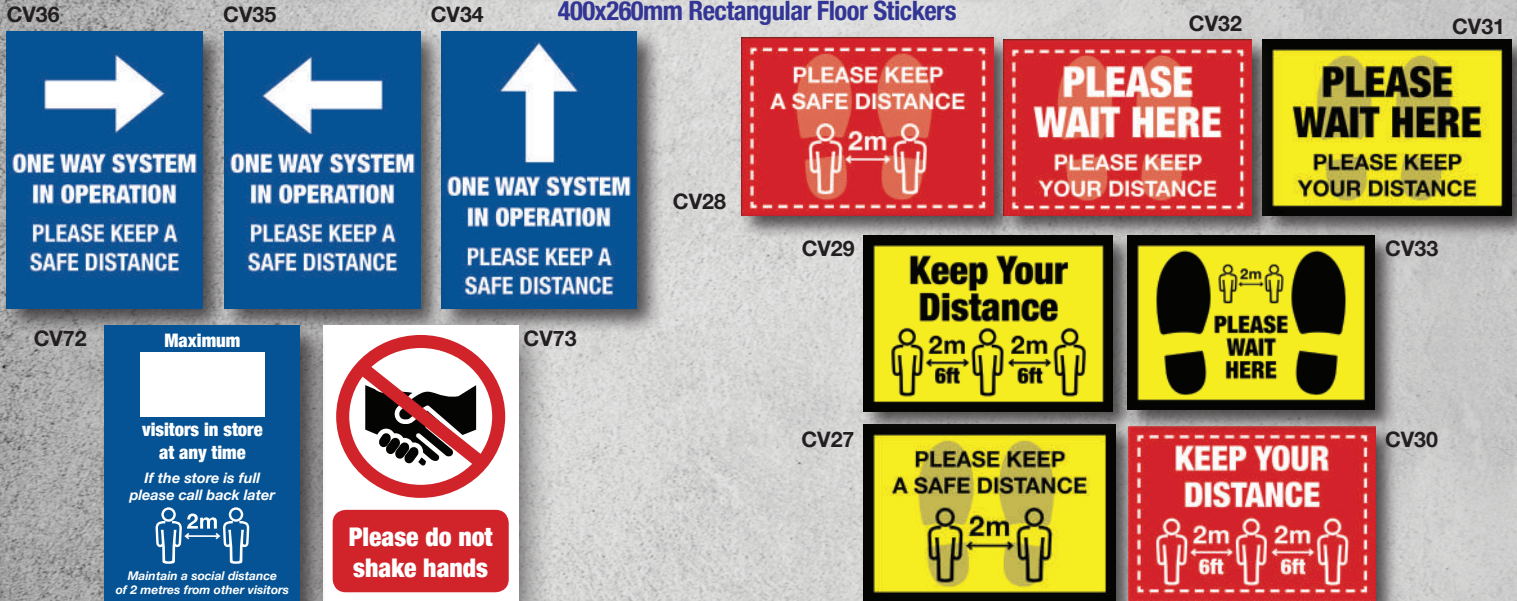 400x260mm Rectangular Floor Stickers
CV36
ONE WAY SYSTEM
IN OPERATION
PLEASE KEEP A
SAFE DISTANCE
CV35
ONE WAY SYSTEM
IN OPERATION
PLEASE KEEP A
SAFE DISTANCE
CV34
ONE WAY SYSTEM
IN OPERATION
PLEASE KEEP A
SAFE DISTANCE
CV28
PLEASE KEEP
A SAFE DISTANCE
2m
CV32
PLEASE
WAIT HERE
PLEASE KEEP
YOUR DISTANCE
CV31
PLEASE
WAIT HERE
PLEASE KEEP
YOUR DISTANCE
CV29
Keep Your
Distance
2m 2m
6ft 6ft
CV33
2m
PLEASE
WAIT
HERE
CV72
Maximum
visitors in store
at any time
If the store is full
please call back later
2m
Maintain a social distance
of 2 metres from other visitors
CV73
Please do not
shake hands
CV27
PLEASE KEEP
A SAFE DISTANCE
2m
CV30
KEEP YOUR
DISTANCE
2m 2m
6ft 6ft